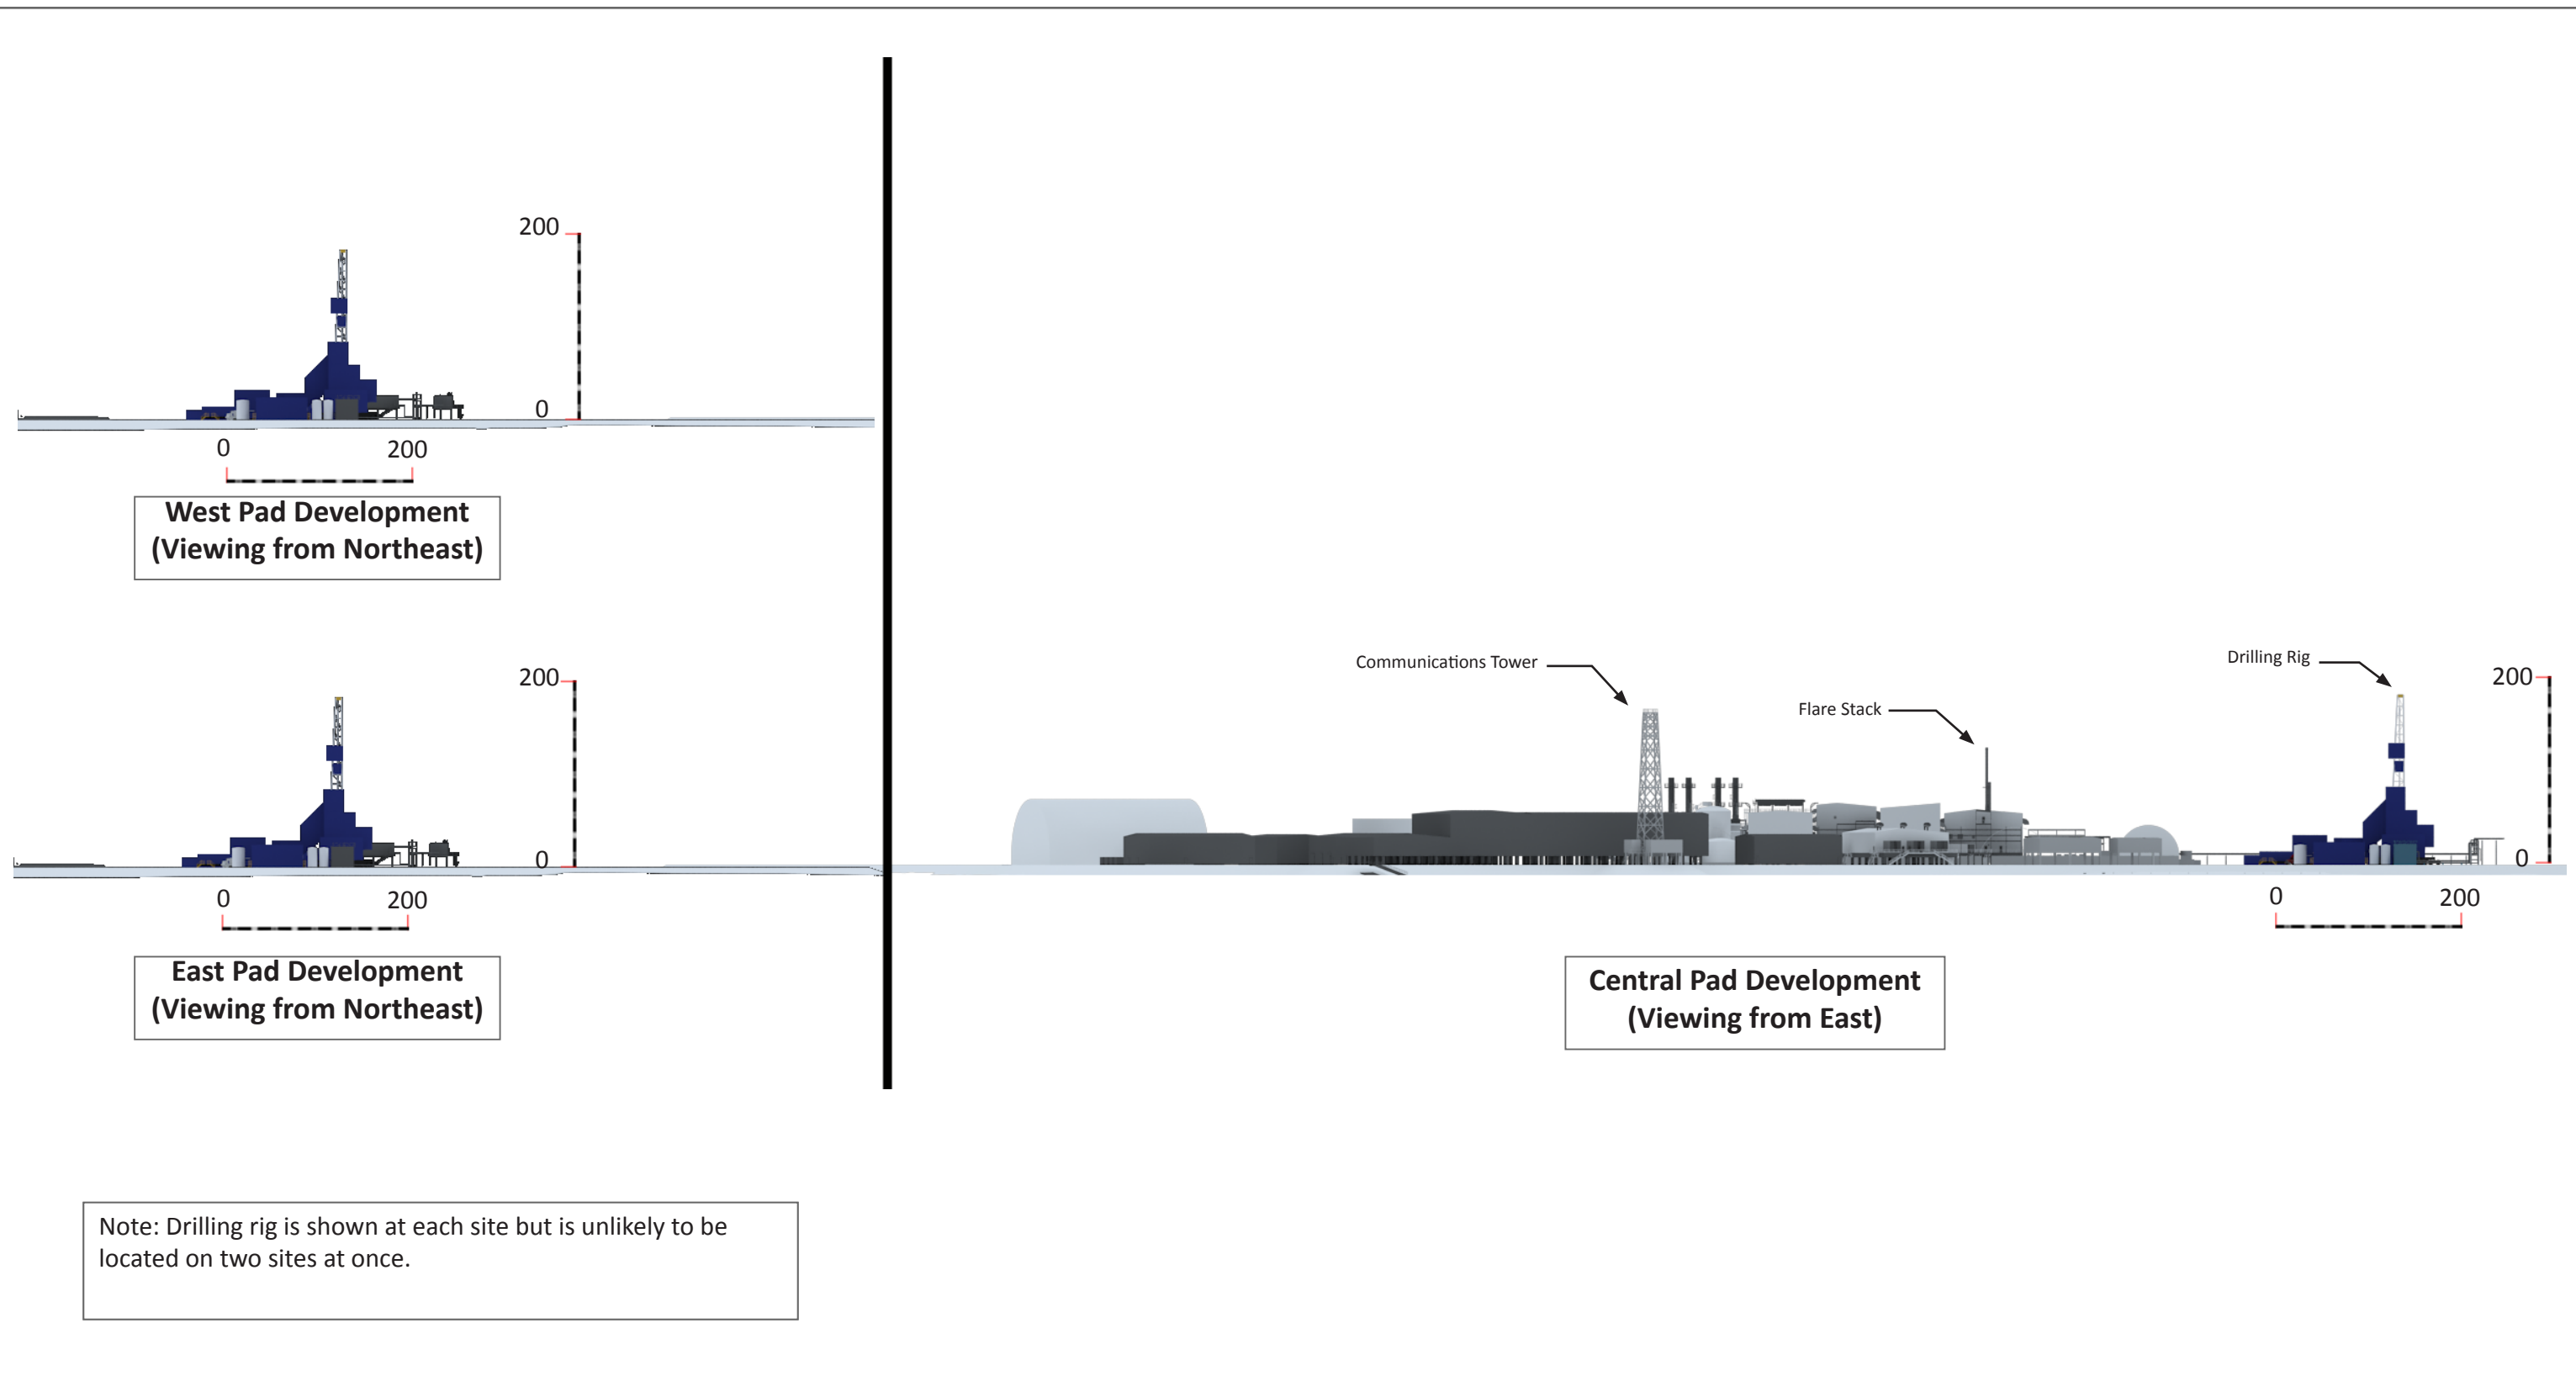 200
0
0
200
West Pad Development
(Viewing from Northeast)
200
0
0
200
East Pad Development
(Viewing from Northeast)
Communications Tower
Flare Stack
Drilling Rig
200
0
0
200
Central Pad Development
(Viewing from East)
Note: Drilling rig is shown at each site but is unlikely to be
located on two sites at once.